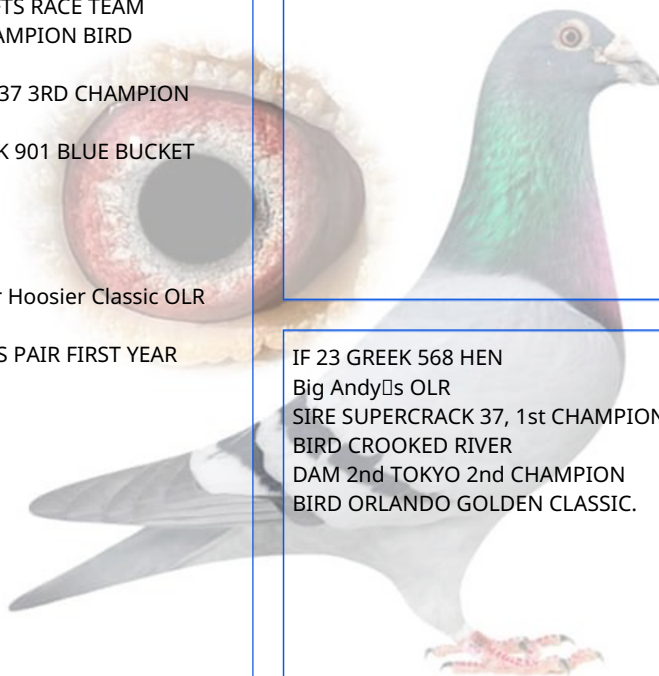 TS RACE TEAM
AMPION BIRD
37 3RD CHAMPION
K 901 BLUE BUCKET
r Hoosier Classic OLR
S PAIR FIRST YEAR
IF 23 GREEK 568 HEN
Big Andy▯s OLR
SIRE SUPERCRACK 37, 1st CHAMPION
BIRD CROOKED RIVER
DAM 2nd TOKYO 2nd CHAMPION
BIRD ORLANDO GOLDEN CLASSIC.